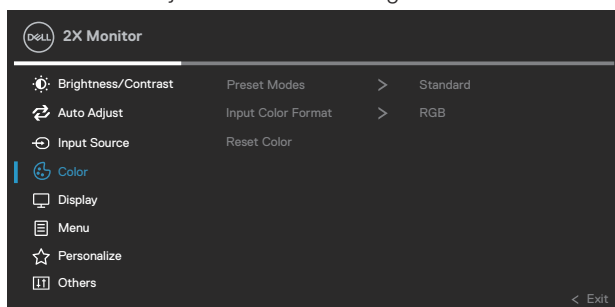 DELL 2X Monitor
Brightness/Contrast Preset Modes > Standard
Auto Adjust Input Color Format > RGB
Input Source Reset Color
Color
Display
Menu
Personalize
Others
< Exit